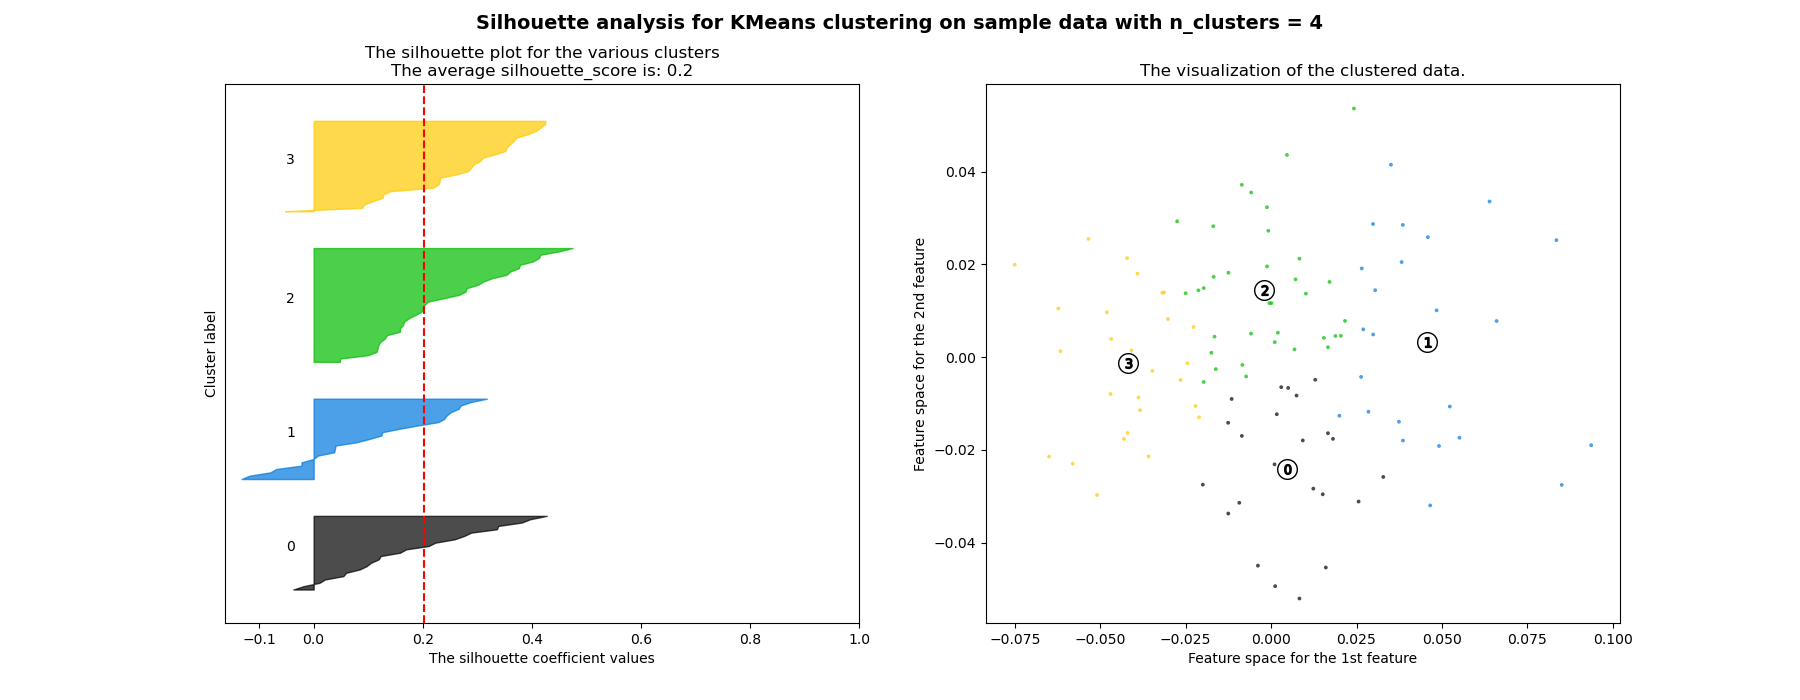 Silhouette analysis for KMeans clustering on sample data with n_clusters = 4
The silhouette plot for the various clusters
The average silhouette_score is: 0.2
Cluster label
3
2
1
0
−0.1 0.0 0.2 0.4 0.6 0.8 1.0
The silhouette coefficient values
The visualization of the clustered data.
Feature space for the 2nd feature
0.04
0.02
0.00
−0.02
−0.04
2
1
3
0
−0.075 −0.050 −0.025 0.000 0.025 0.050 0.075 0.100
Feature space for the 1st feature